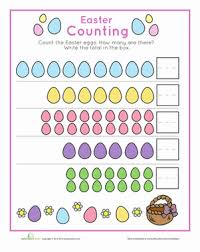 Easter
Counting
Count the Easter eggs. How many are there?
Write the total in the box.